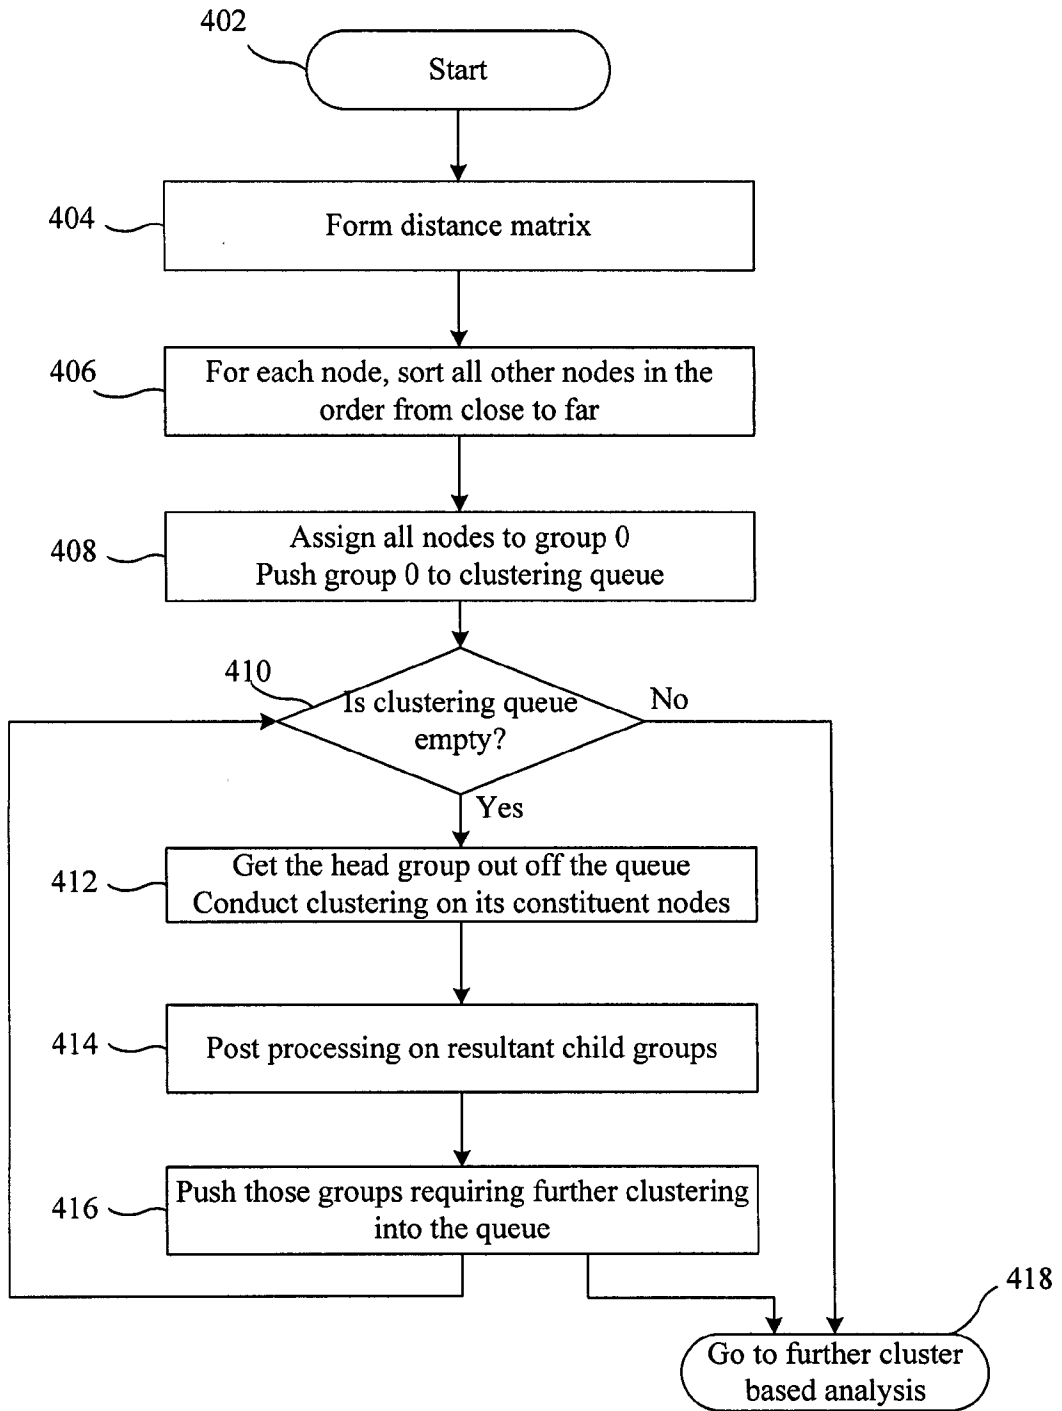 402
Start
404
Form distance matrix
406
For each node, sort all other nodes in the
order from close to far
408
Assign all nodes to group 0
Push group 0 to clustering queue
410
Is clustering queue
empty?
No
Yes
412
Get the head group out off the queue
Conduct clustering on its constituent nodes
414
Post processing on resultant child groups
416
Push those groups requiring further clustering
into the queue
418
Go to further cluster
based analysis